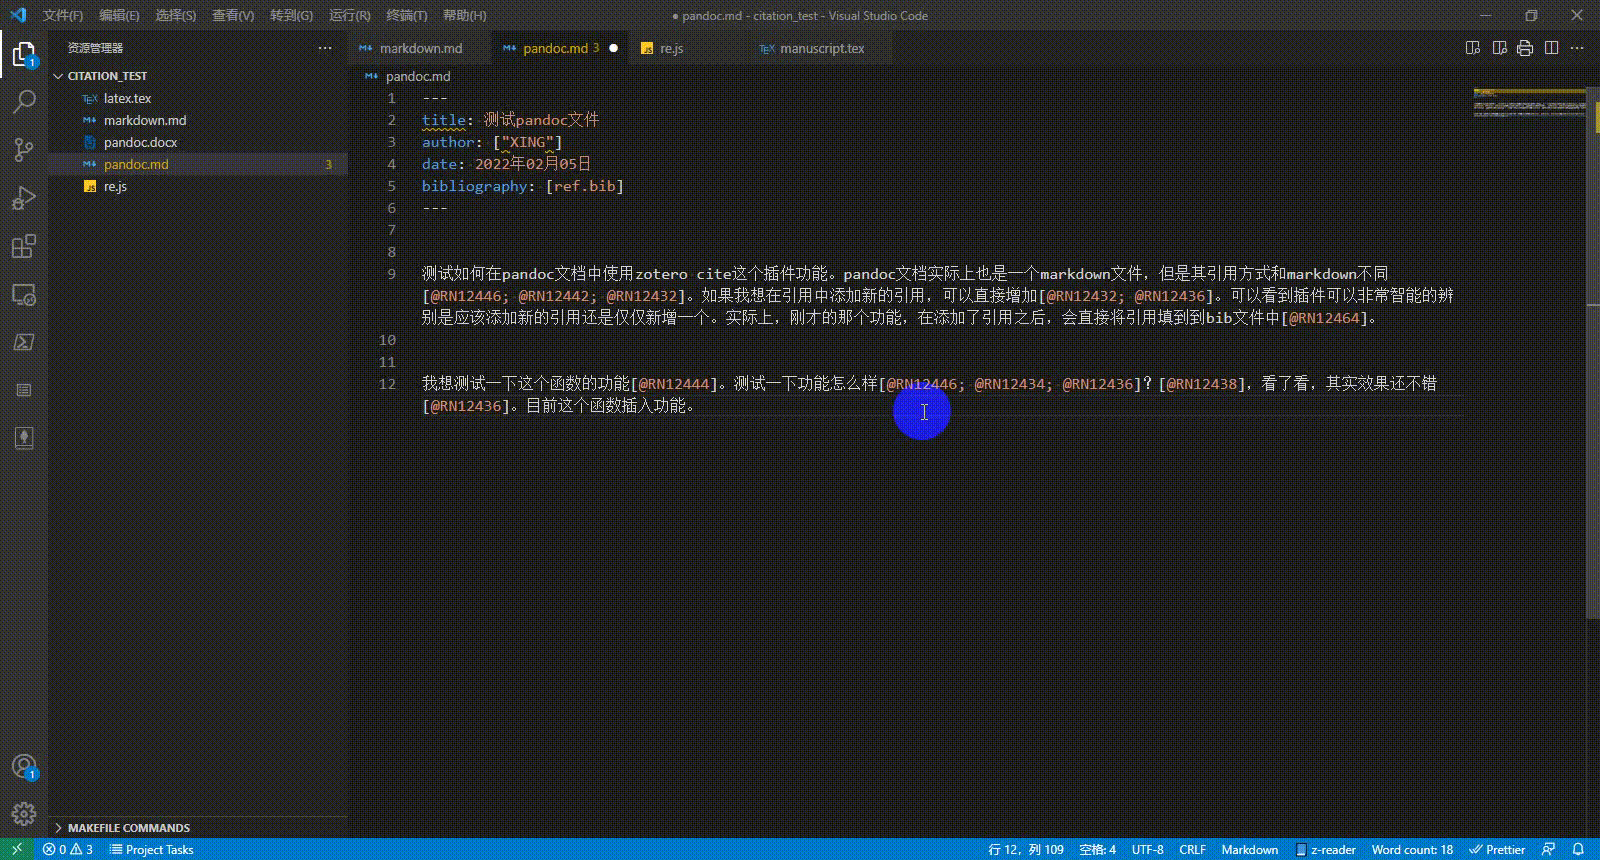 文件(F) 编辑(E) 选择(S) 查看(V) 转到(G) 运行(R) 终端(T) 帮助(H)
● pandoc.md - citation_test - Visual Studio Code
资源管理器
CITATION_TEST
latex.tex
markdown.md
pandoc.docx
pandoc.md 3
re.js
markdown.md
pandoc.md 3
re.js
manuscript.tex
pandoc.md
1 ---
2 title: 测试pandoc文件
3 author: ["XING"]
4 date: 2022年02月05日
5 bibliography: [ref.bib]
6 ---
7
8
9 测试如何在pandoc文档中使用zotero cite这个插件功能。pandoc文档实际上也是一个markdown文件，但是其引用方式和markdown不同
[@RN12446; @RN12442; @RN12432]。如果我想在引用中添加新的引用，可以直接增加[@RN12432; @RN12436]。可以看到插件可以非常智能的辨
别是应该添加新的引用还是仅仅新增一个。实际上，刚才的那个功能，在添加了引用之后，会直接将引用填到到bib文件中[@RN12464]。
10
11
12 我想测试一下这个函数的功能[@RN12444]。测试一下功能怎么样[@RN12446; @RN12434; @RN12436]？[@RN12438]，看了看，其实效果还不错
[@RN12436]。目前这个函数插入功能。
MAKEFILE COMMANDS
1
1
0 3 Project Tasks
行 12，列 109 空格: 4 UTF-8 CRLF Markdown z-reader Word count: 18 Prettier